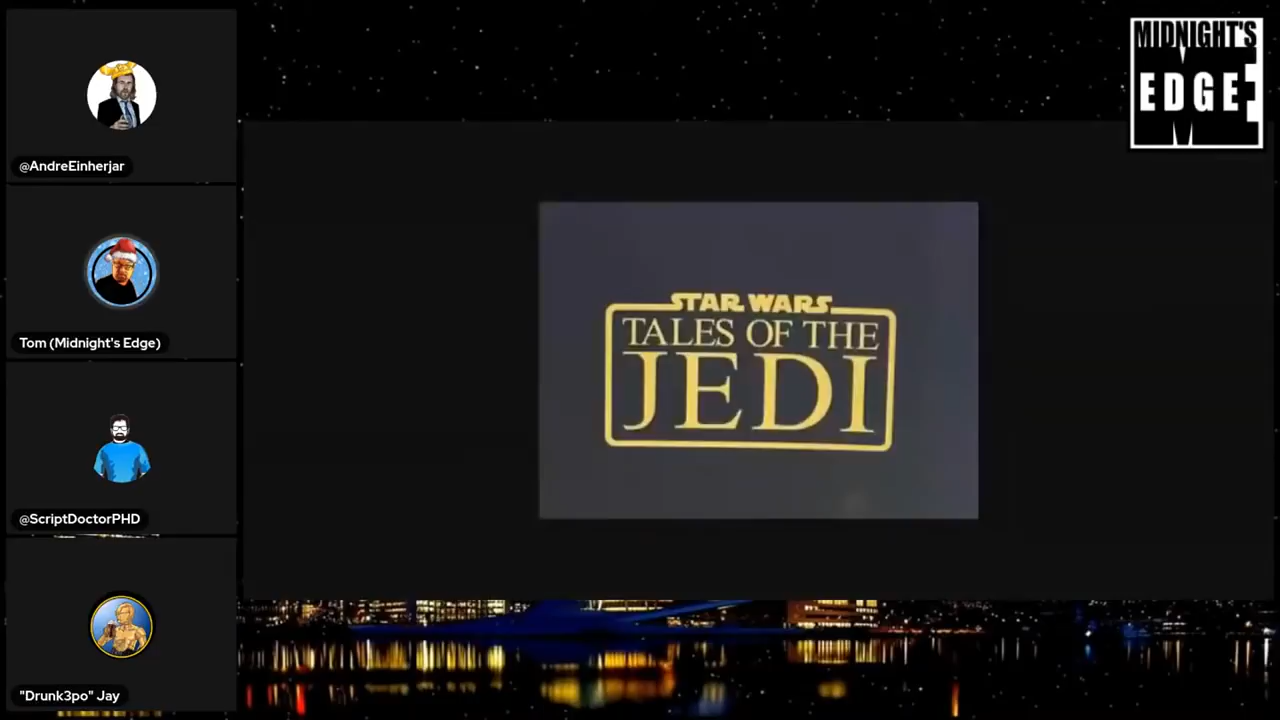 MIDNIGHT'S
EDGE
@AndreEinherjar
Tom (Midnight's Edge)
@ScriptDoctorPHD
"Drunk3po" Jay
STAR WARS
TALES OF THE
JEDI